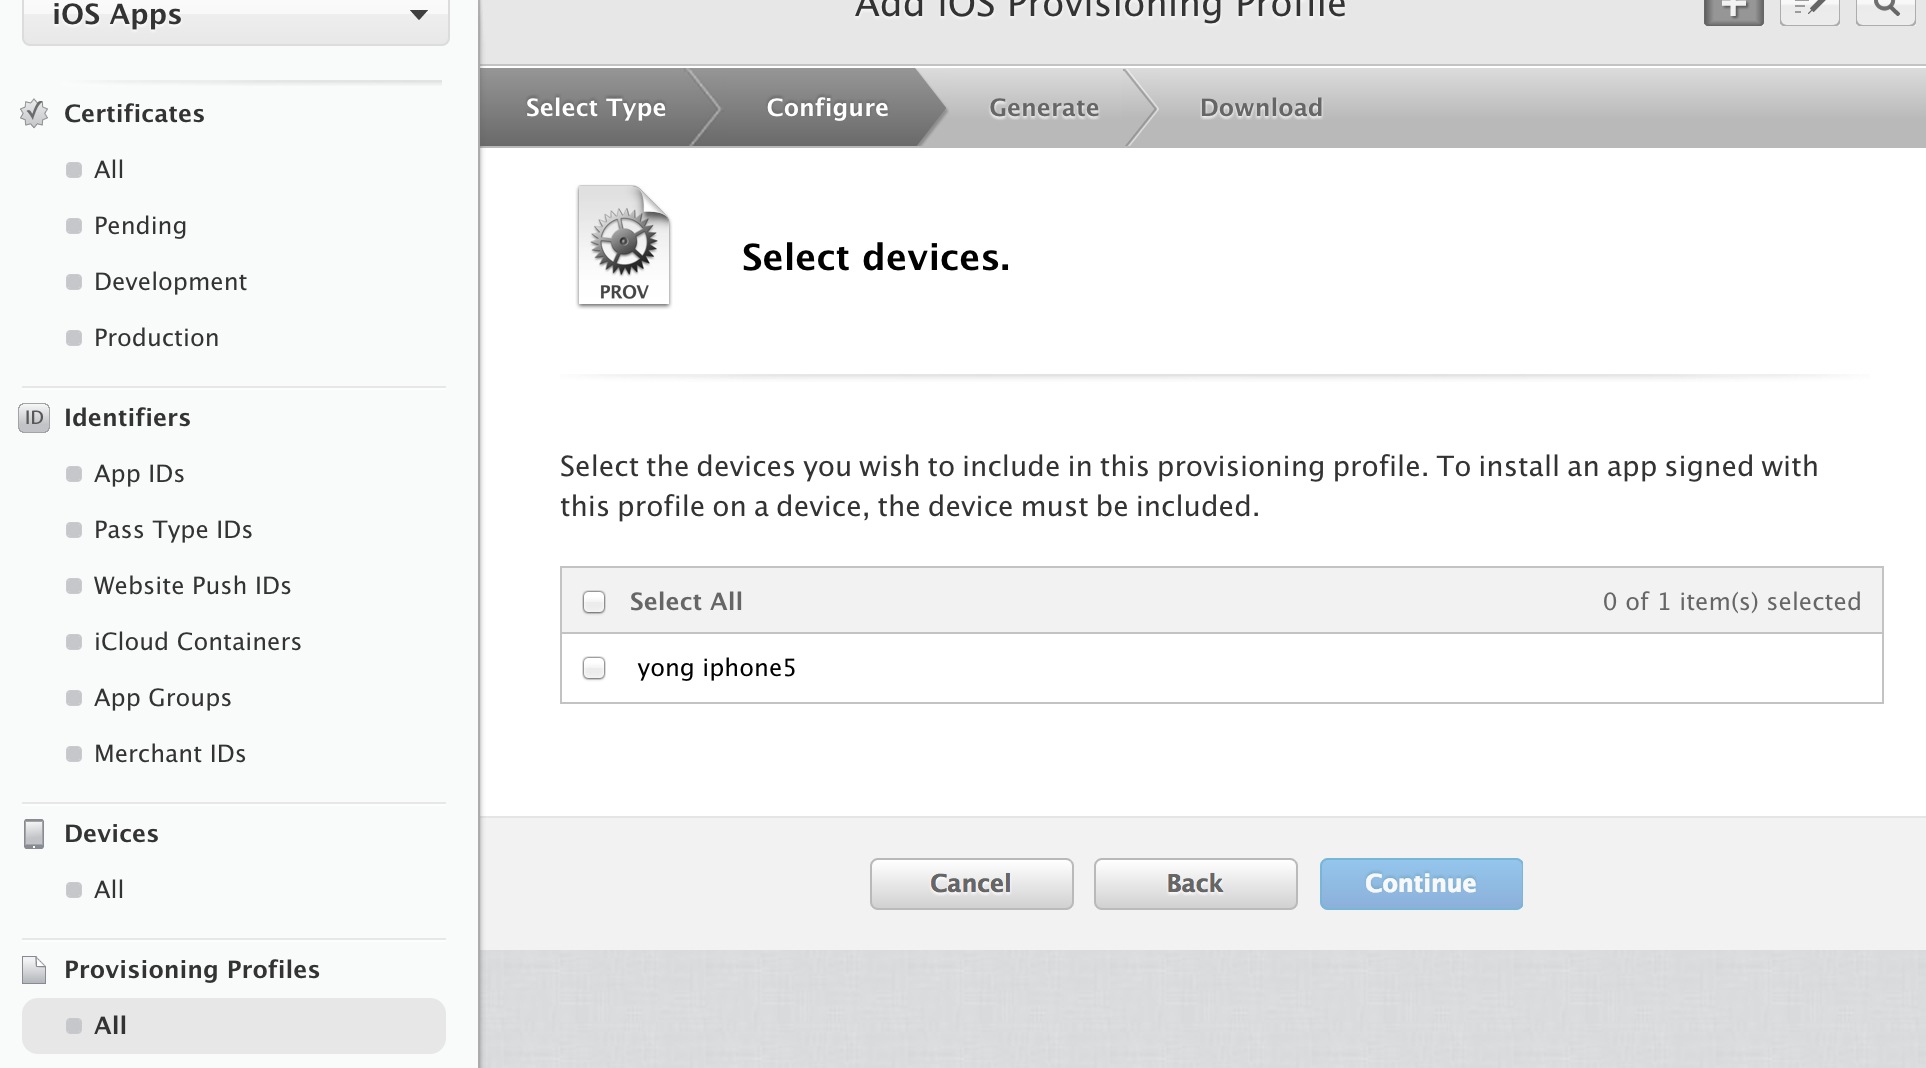 iOS Apps
Certificates
All
Pending
Development
Production
ID
Identifiers
App IDs
Pass Type IDs
Website Push IDs
iCloud Containers
App Groups
Merchant IDs
Devices
All
Provisioning Profiles
All
Add iOS Provisioning Profile
Select Type
Configure
Generate
Download
PROV
Select devices.
Select the devices you wish to include in this provisioning profile. To install an app signed with
this profile on a device, the device must be included.
Select All
0 of 1 item(s) selected
yong iphone5
Cancel
Back
Continue